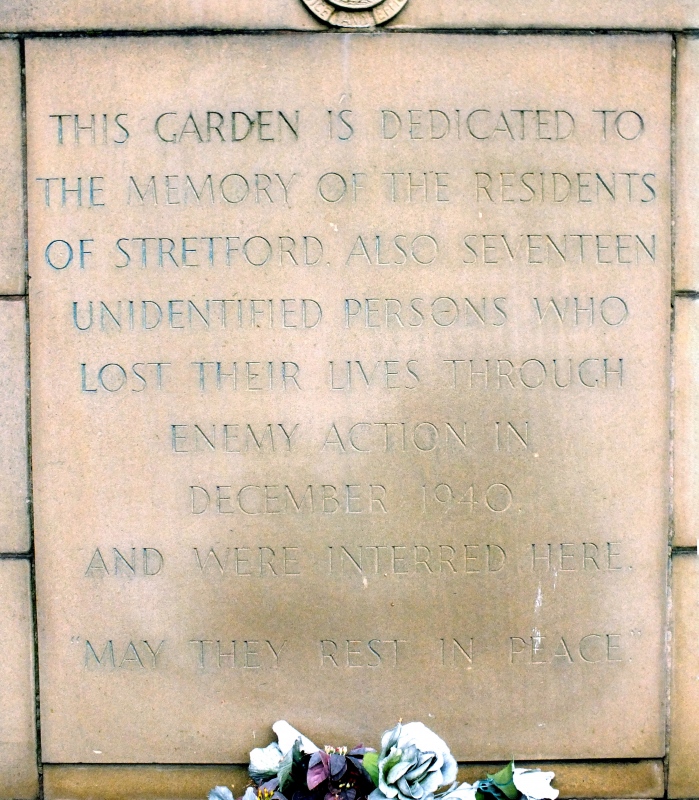 THIS GARDEN IS DEDICATED TO
THE MEMORY OF THE RESIDENTS
OF STRETFORD. ALSO SEVENTEEN
UNIDENTIFIED PERSONS WHO
LOST THEIR LIVES THROUGH
ENEMY ACTION IN
DECEMBER 1940.
AND WERE INTERRED HERE.
"MAY THEY REST IN PEACE."